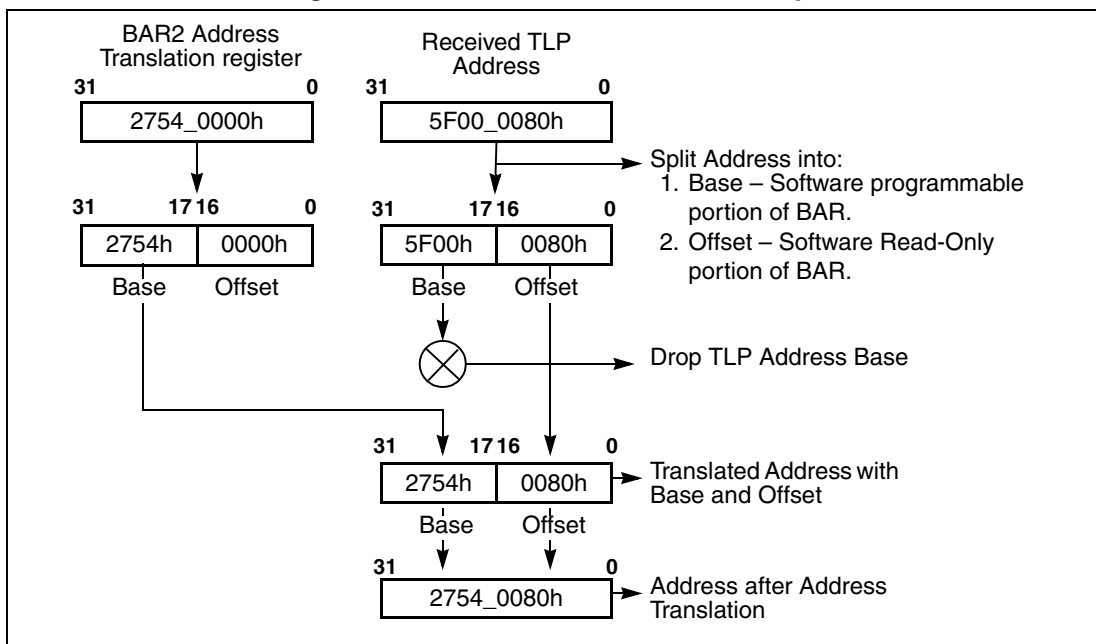 BAR2 Address
Translation register
31 0
2754_0000h
Received TLP
Address
31 0
5F00_0080h
Split Address into:
1. Base – Software programmable
portion of BAR.
2. Offset – Software Read-Only
portion of BAR.
31 17 16 0
2754h 0000h
Base Offset
31 17 16 0
5F00h 0080h
Base Offset
Drop TLP Address Base
31 17 16 0
2754h 0080h
Base Offset
Translated Address with
Base and Offset
31 0
2754_0080h
Address after Address
Translation